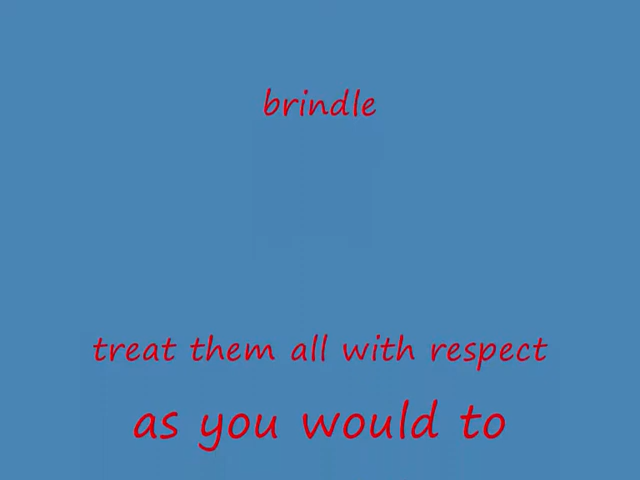 brindle
treat them all with respect
as you would to